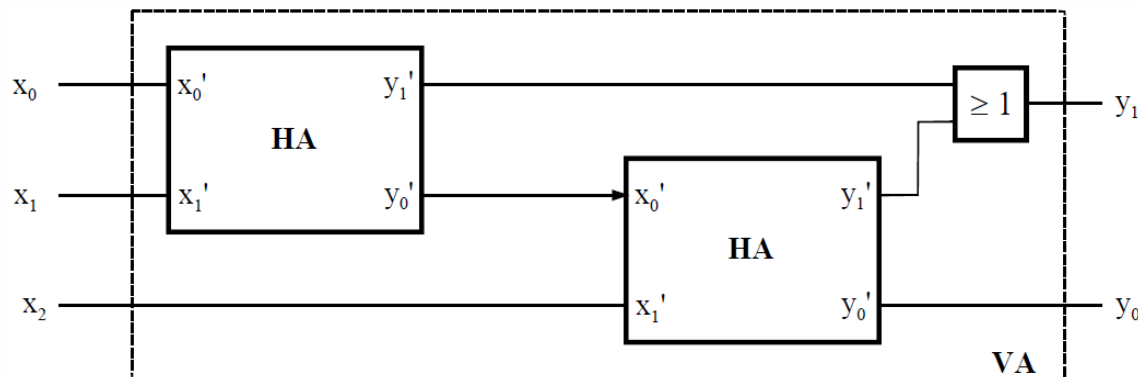 x₀ x₀' y₁' ≥ 1 y₁
HA
x₁ x₁' y₀' x₀' y₁'
HA
x₂ x₁' y₀' y₀
VA